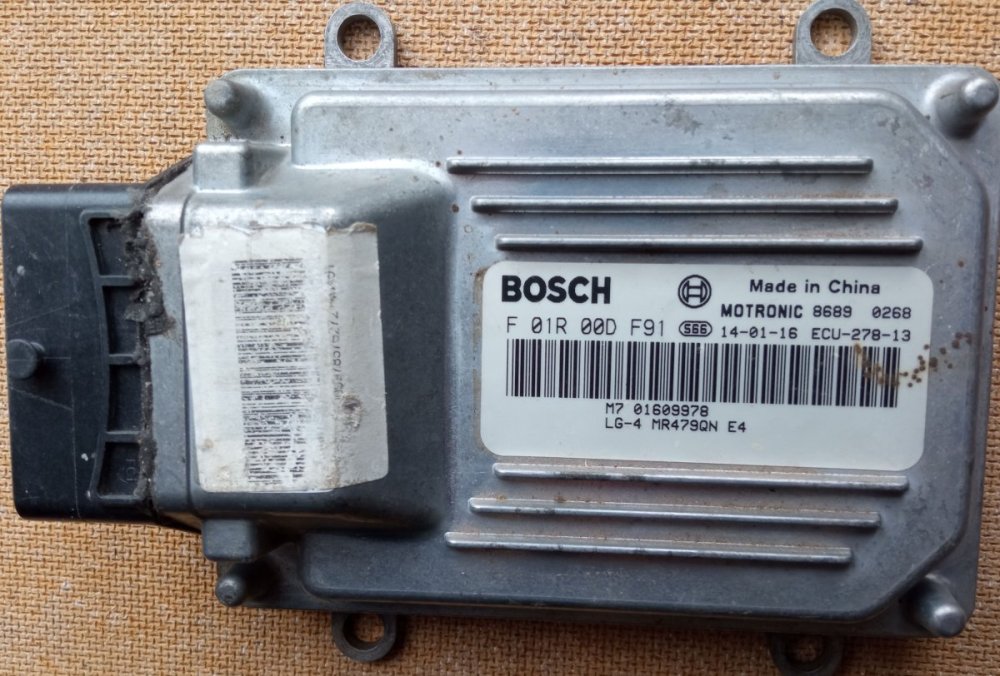 BOSCH
Made in China
MOTRONIC 8689 0268
F 01R 00D F91 566 14-01-16 ECU-278-13
M7 01609978
LG-4 MR479QN E4